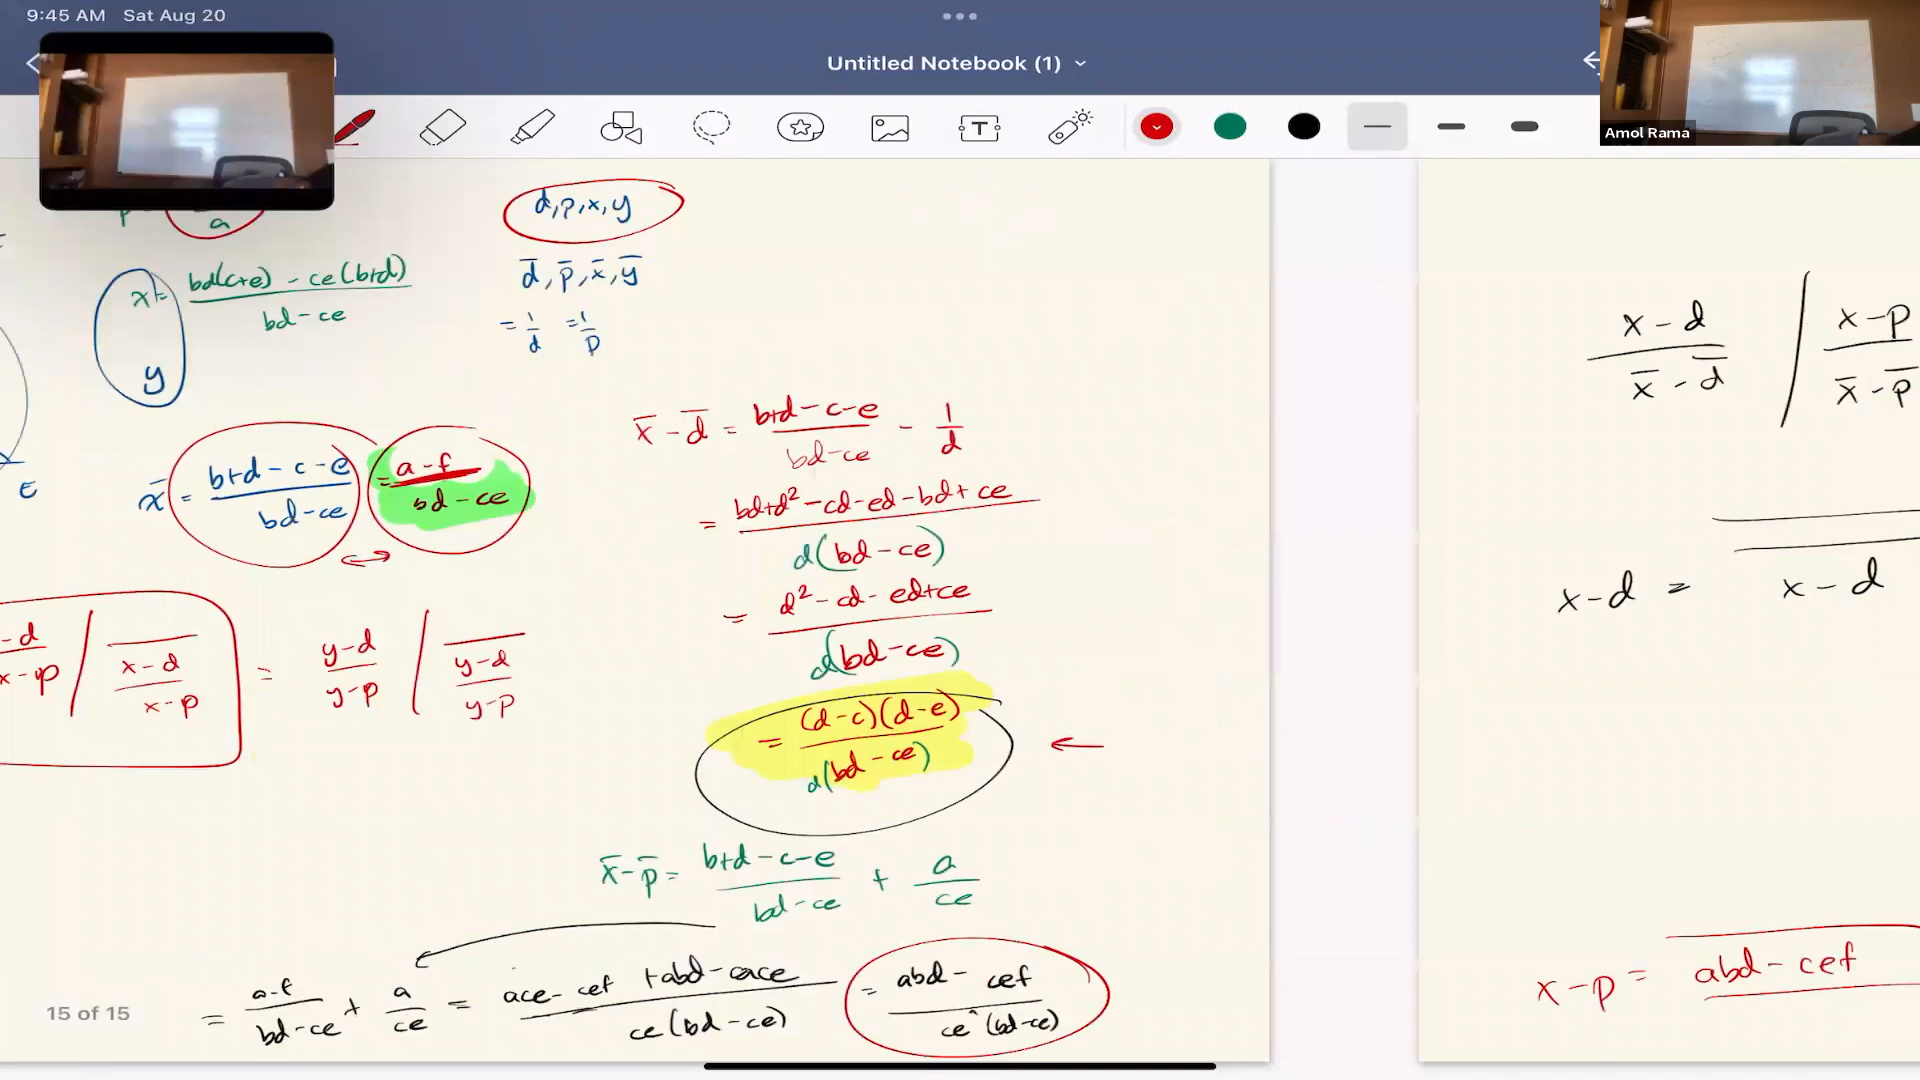 9:45 AM Sat Aug 20
Untitled Notebook (1)
Amol Rama
a
d, p, x, y
x = (bd(c+e) - ce(b+d)) / (bd - ce)
d̅, p̅, x̅, y̅
= 1/d = 1/p
y
E
x̅ = (b+d-c-e) / (bd-ce) = (a-f) / (bd-ce)
↔
x̅ - d̅ = (b+d-c-e) / (bd-ce) - 1/d
= (bd+d² - cd - ed - bd + ce) / d(bd-ce)
= (d² - cd - ed + ce) / d(bd-ce)
= (d-c)(d-e) / d(bd-ce) ←
-d / x-p / x-d / x-p = y-d / y-p / y-d / y-p
x̅ - p̅ = (b+d-c-e) / (bd-ce) + a/ce
= (a-f) / (bd-ce) + a/ce = (ace - cef + abd - cace) / ce(bd-ce) = (abd - cef) / ce(bd-ce)
15 of 15
x-d / x̅-d̅ / x-p / x̅-p̅
x-d = x-d
x-p = abd-cef